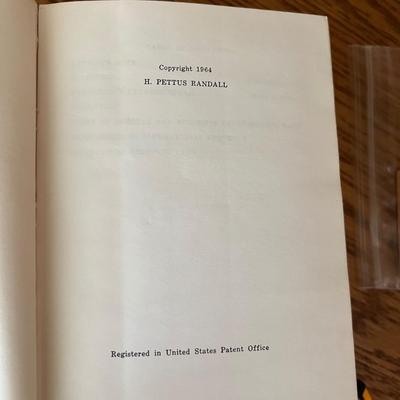 Copyright 1964
H. PETTUS RANDALL
Registered in United States Patent Office